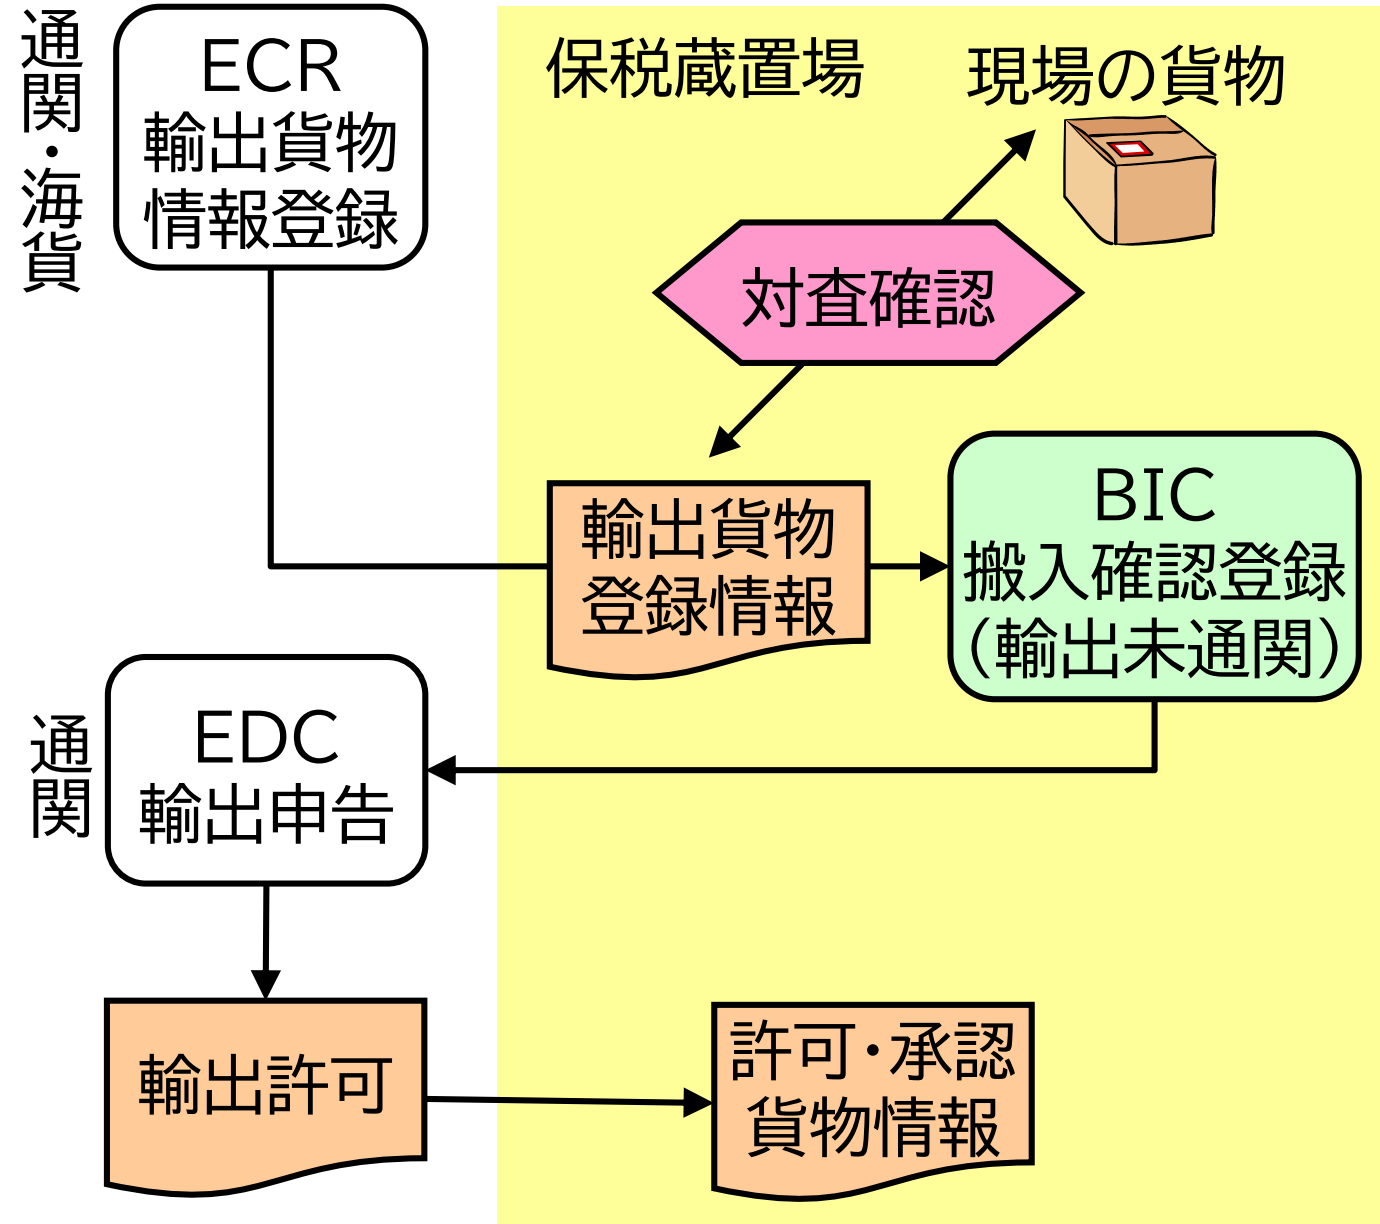 通関・海貨
ECR
輸出貨物
情報登録
保税蔵置場
現場の貨物
対査確認
輸出貨物
登録情報
BIC
搬入確認登録
（輸出未通関）
通関
EDC
輸出申告
輸出許可
許可・承認
貨物情報